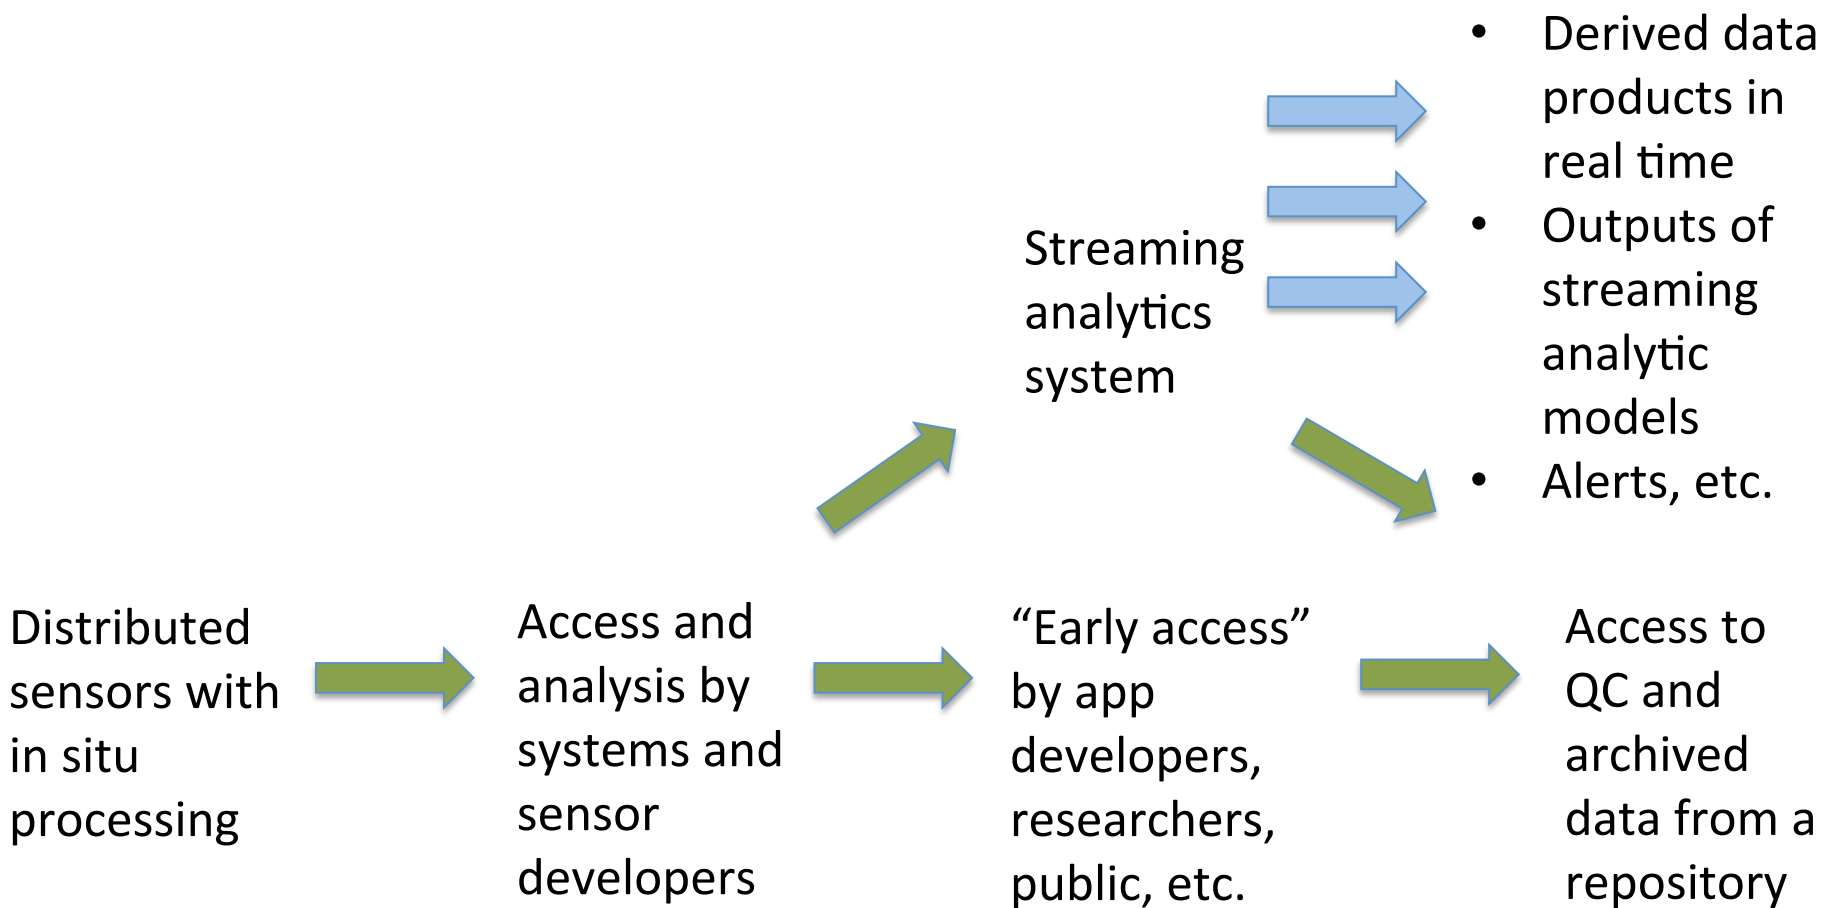 • Derived data
products in
real time
• Outputs of
streaming
analytic
models
• Alerts, etc.
Streaming
analytics
system
Distributed
sensors with
in situ
processing
Access and
analysis by
systems and
sensor
developers
“Early access”
by app
developers,
researchers,
public, etc.
Access to
QC and
archived
data from a
repository